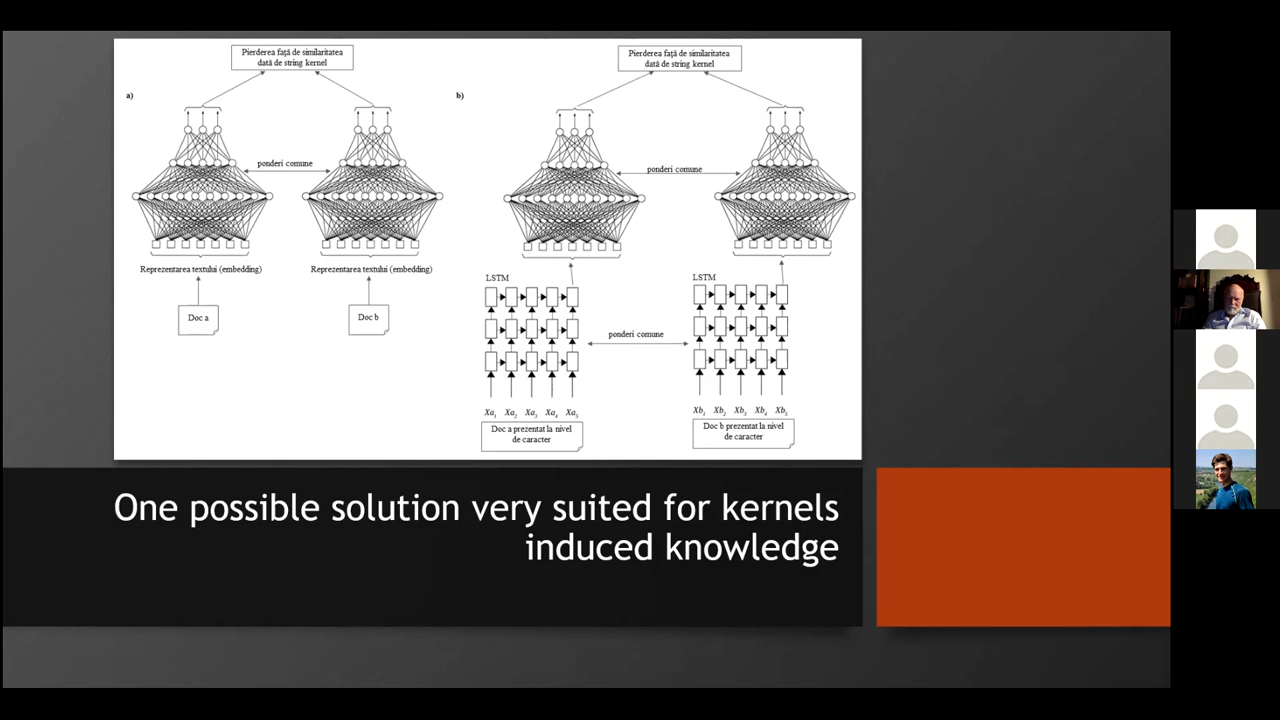 Pierderea față de similaritatea
dată de string kernel
a)
ponderi comune
Reprezentarea textului (embedding)
Reprezentarea textului (embedding)
Doc a
Doc b
Pierderea față de similaritatea
dată de string kernel
b)
ponderi comune
LSTM
LSTM
ponderi comune
Xa1 Xa2 Xa3 Xa4 Xa5
Xb1 Xb2 Xb3 Xb4 Xb5
Doc a prezentat la nivel
de caracter
Doc b prezentat la nivel
de caracter
One possible solution very suited for kernels
induced knowledge